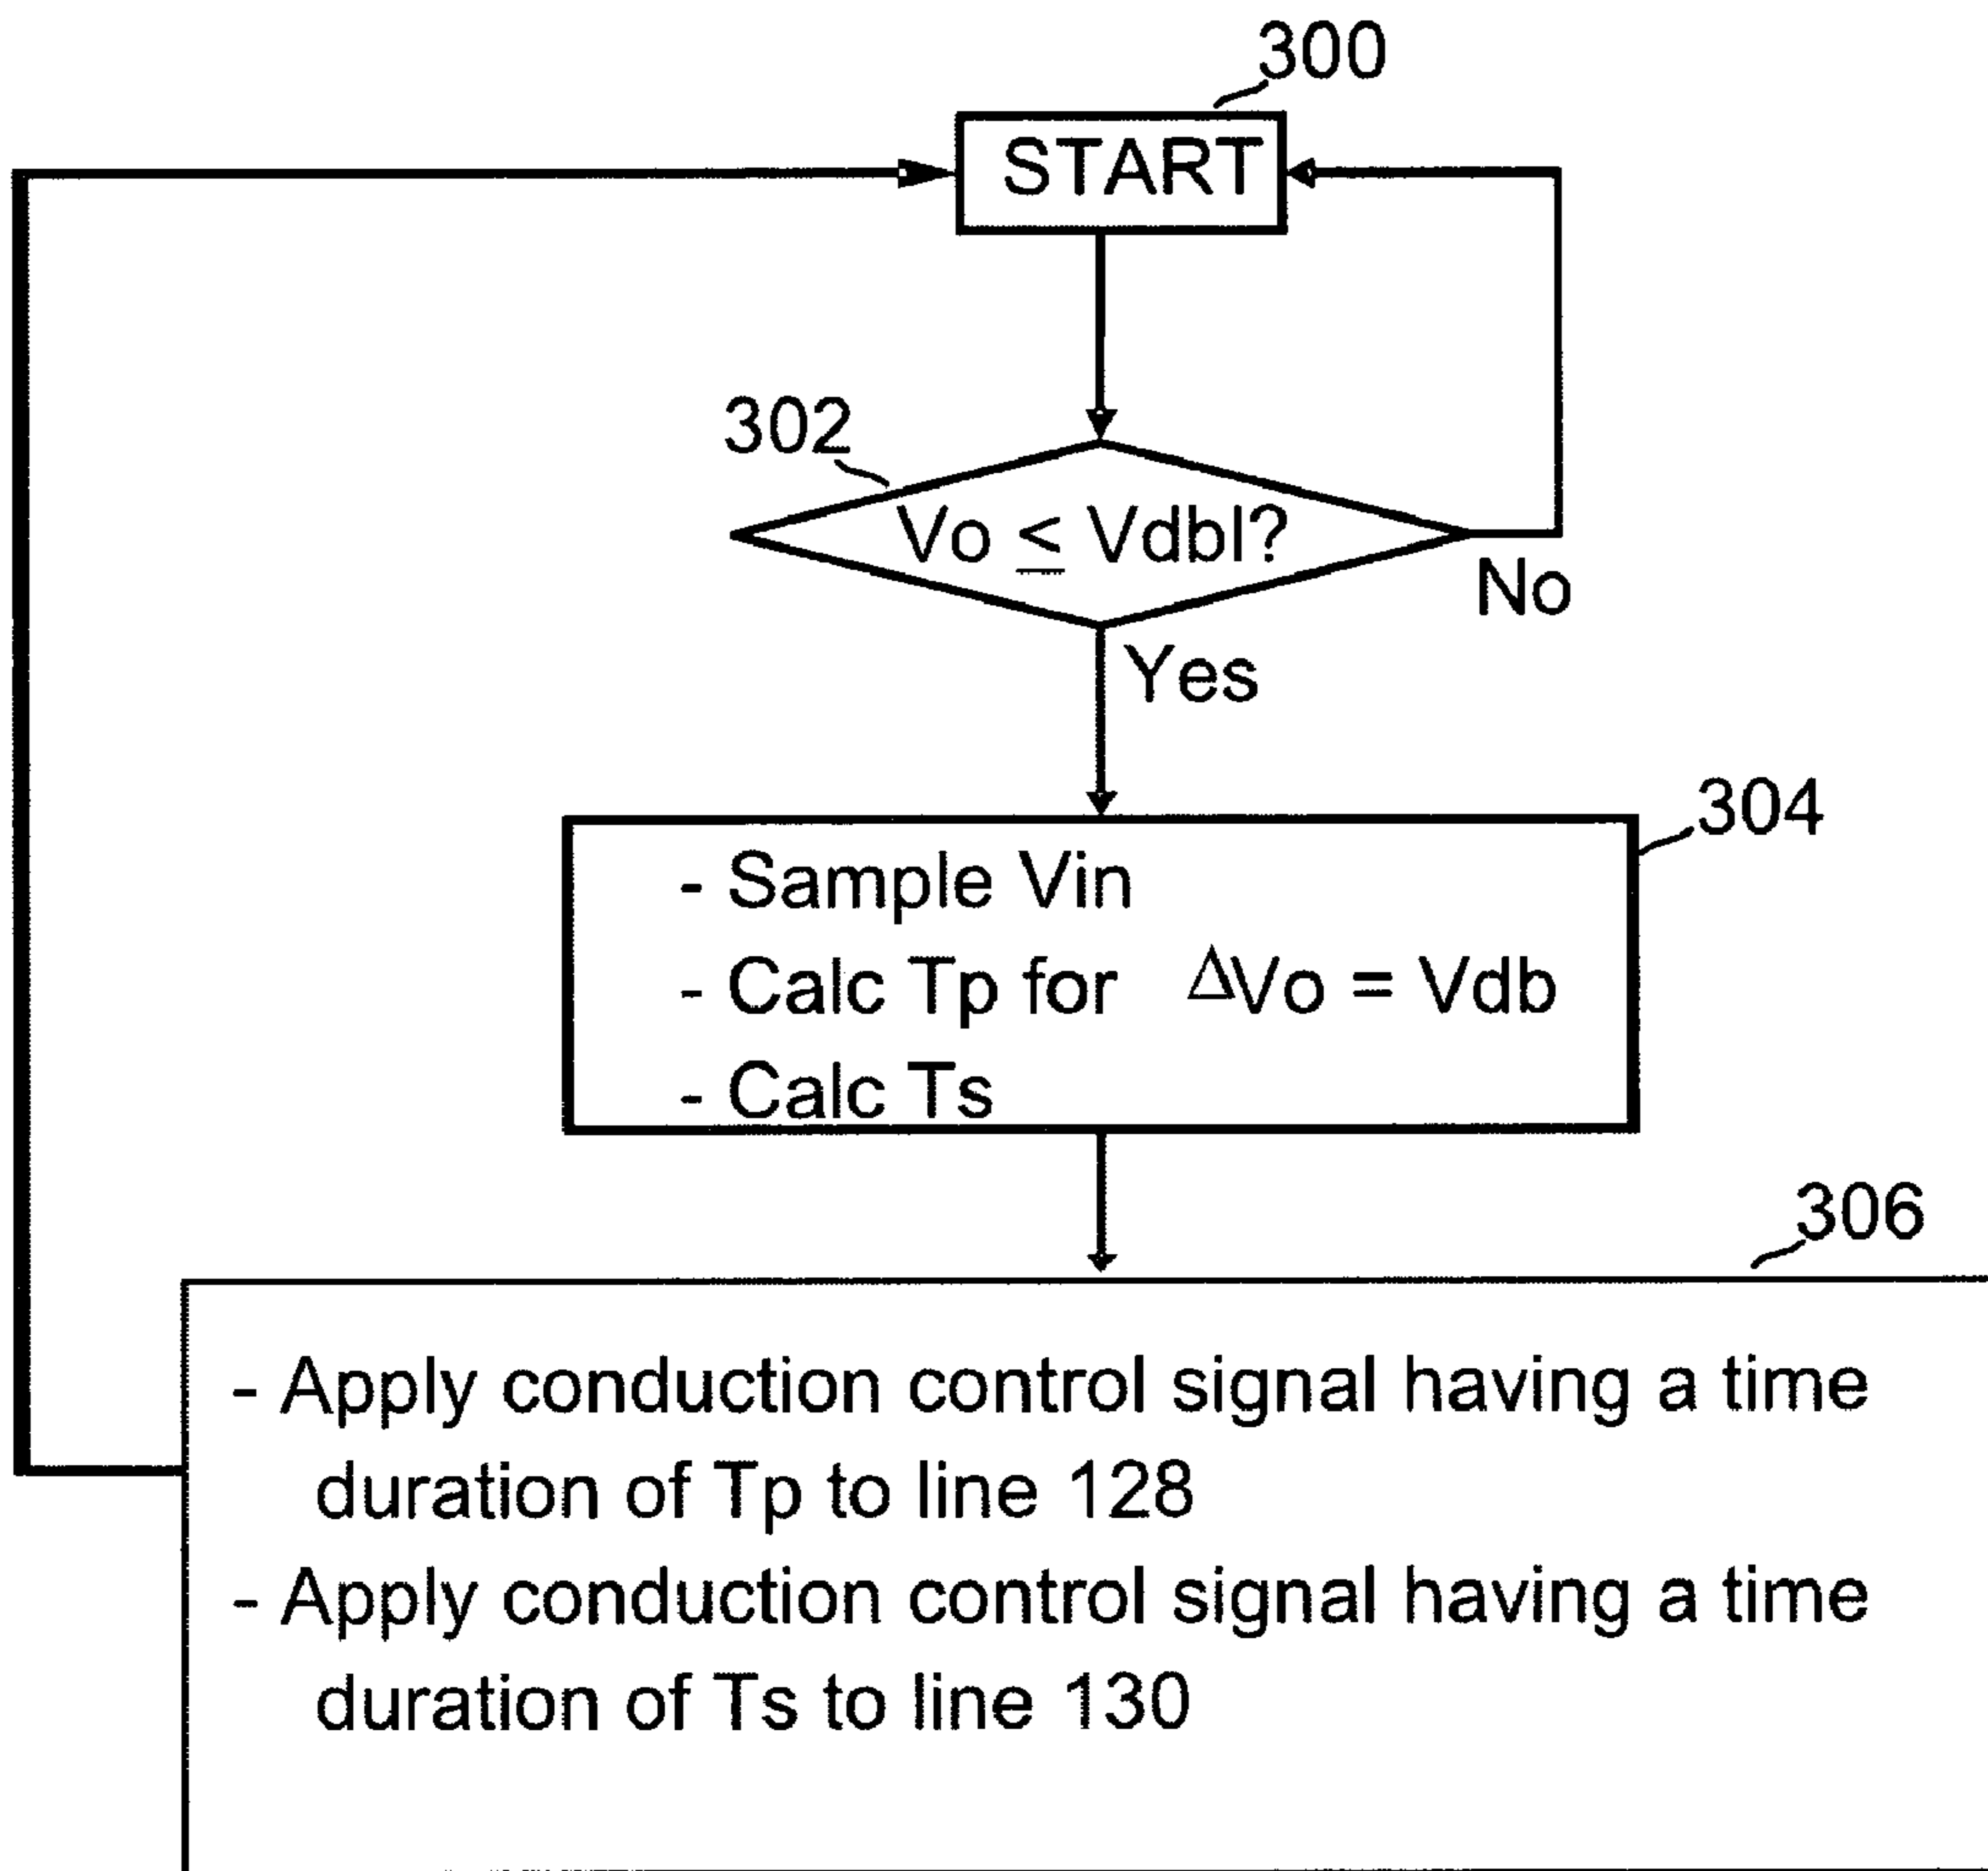 300
START
302
Vo ≤ Vdbl?
No
Yes
304
- Sample Vin
- Calc Tp for ΔVo = Vdb
- Calc Ts
306
- Apply conduction control signal having a time
duration of Tp to line 128
- Apply conduction control signal having a time
duration of Ts to line 130